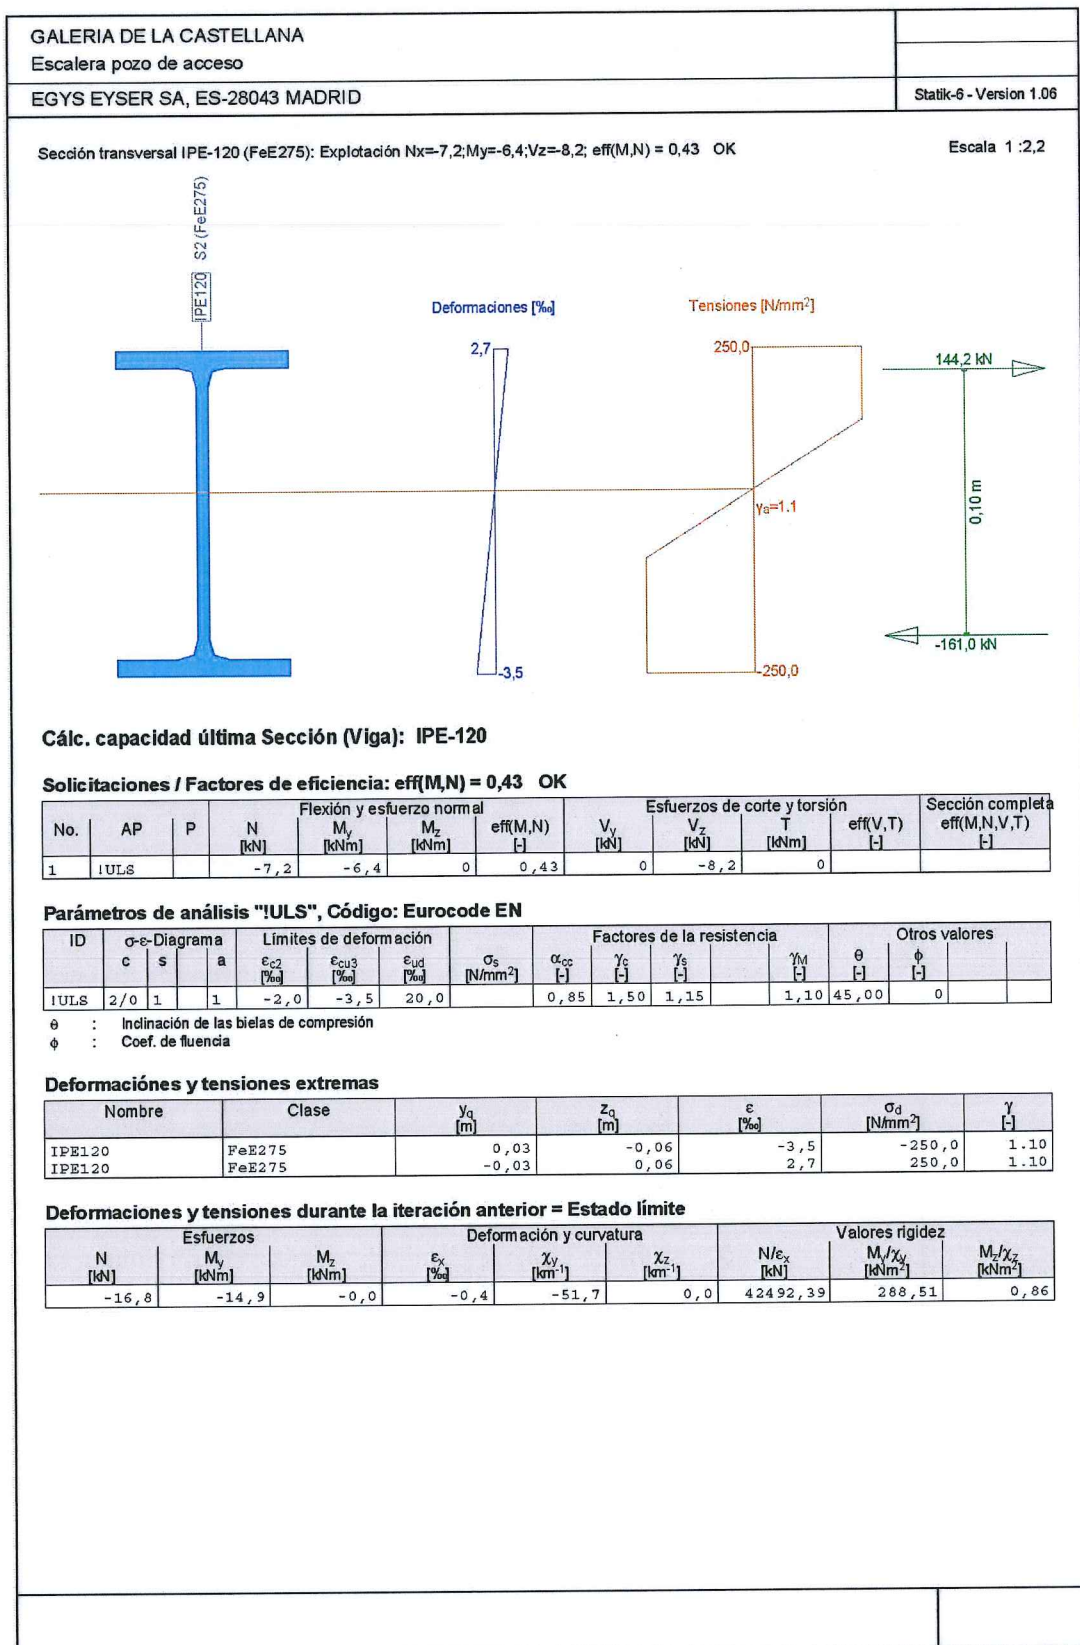 GALERIA DE LA CASTELLANA
Escalera pozo de acceso
EGYS EYSER SA, ES-28043 MADRID
Statik-6 - Version 1.06
Sección transversal IPE-120 (FeE275): Explotación Nx=-7,2;My=-6,4;Vz=-8,2; eff(M,N) = 0,43 OK
Escala 1 :2,2
IPE120 S2 (FeE275)
Deformaciones [‰]
Tensiones [N/mm²]
2,7
250,0
144,2 kN
γa=1.1
0,10 m
-161,0 kN
-3,5
-250,0
Cálc. capacidad última Sección (Viga): IPE-120
Solicitaciones / Factores de eficiencia: eff(M,N) = 0,43 OK
Flexión y esfuerzo normal Esfuerzos de corte y torsión Sección completa
No. AP P N My Mz eff(M,N) Vy Vz T eff(V,T) eff(M,N,V,T)
[kN] [kNm] [kNm] [-] [kN] [kN] [kNm] [-] [-]
1 !ULS -7,2 -6,4 0 0,43 0 -8,2 0
Parámetros de análisis "!ULS", Código: Eurocode EN
ID σ-ε-Diagrama Límites de deformación Factores de la resistencia Otros valores
c s a εc2 εcu3 εud σs αcc γc γs γM θ ϕ
[‰] [‰] [‰] [N/mm²] [-] [-] [-] [-] [-] [-]
!ULS 2/0 1 1 -2,0 -3,5 20,0 0,85 1,50 1,15 1,10 45,00 0
θ : Inclinación de las bielas de compresión
ϕ : Coef. de fluencia
Deformaciónes y tensiones extremas
Nombre Clase yq zq ε σd γ
[m] [m] [‰] [N/mm²] [-]
IPE120 FeE275 0,03 -0,06 -3,5 -250,0 1.10
IPE120 FeE275 -0,03 0,06 2,7 250,0 1.10
Deformaciones y tensiones durante la iteración anterior = Estado límite
Esfuerzos Deformación y curvatura Valores rigidez
N My Mz εx χy χz N/εx My/χy Mz/χz
[kN] [kNm] [kNm] [‰] [km⁻¹] [km⁻¹] [kN] [kNm²] [kNm²]
-16,8 -14,9 -0,0 -0,4 -51,7 0,0 42492,39 288,51 0,86